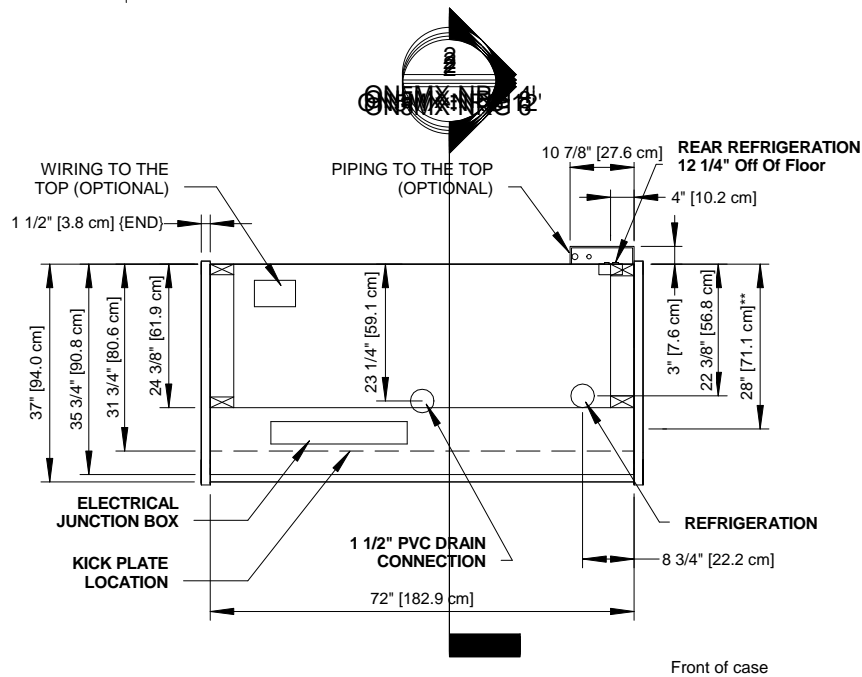 WIRING TO THE
TOP (OPTIONAL)
PIPING TO THE TOP
(OPTIONAL)
10 7/8" [27.6 cm]
REAR REFRIGERATION
12 1/4" Off Of Floor
4" [10.2 cm]
1 1/2" [3.8 cm] {END}
37" [94.0 cm]
35 3/4" [90.8 cm]
31 3/4" [80.6 cm]
24 3/8" [61.9 cm]
23 1/4" [59.1 cm]
3" [7.6 cm]
22 3/8" [56.8 cm]
28" [71.1 cm]**
ELECTRICAL
JUNCTION BOX
KICK PLATE
LOCATION
1 1/2" PVC DRAIN
CONNECTION
REFRIGERATION
8 3/4" [22.2 cm]
72" [182.9 cm]
Front of case